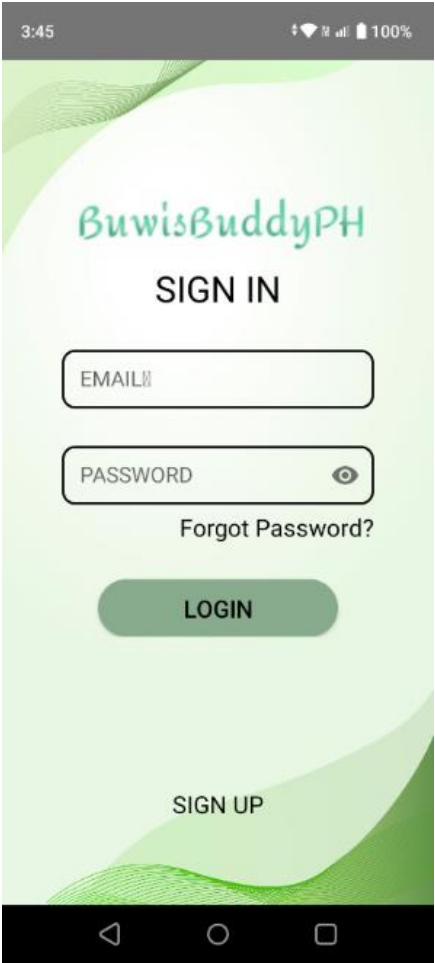 3:45 100%
BuwisBuddyPH
SIGN IN
EMAIL
PASSWORD
Forgot Password?
LOGIN
SIGN UP